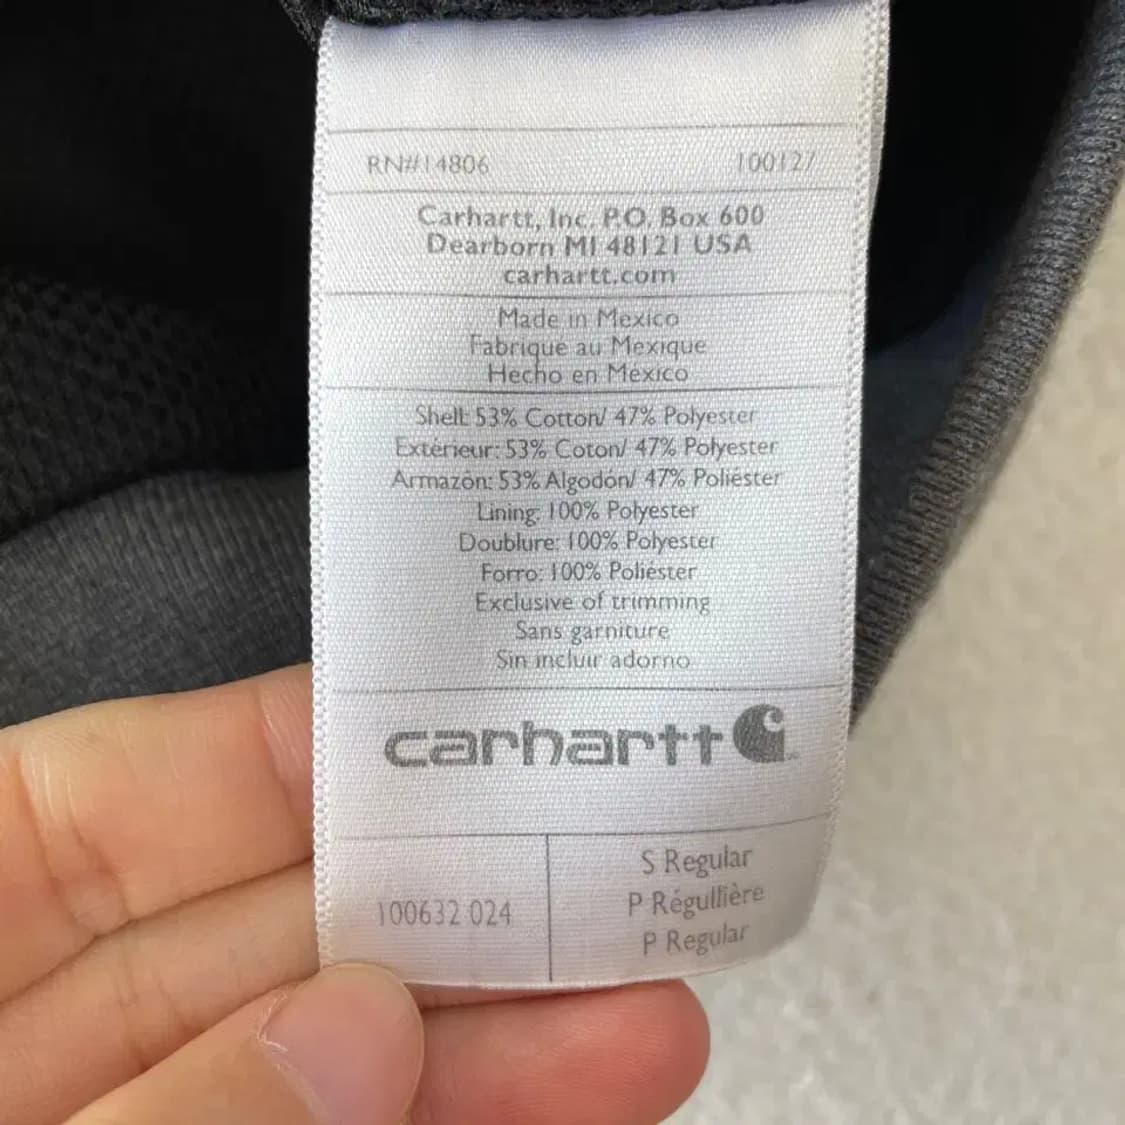 RN#14806 100127
Carhartt, Inc. P.O. Box 600
Dearborn MI 48121 USA
carhartt.com
Made in Mexico
Fabrique au Mexique
Hecho en México
Shell: 53% Cotton/ 47% Polyester
Extérieur: 53% Coton/ 47% Polyester
Armazón: 53% Algodón/ 47% Poliéster
Lining: 100% Polyester
Doublure: 100% Polyester
Forro: 100% Poliéster
Exclusive of trimming
Sans garniture
Sin incluir adorno
carhartt
100632 024
S Regular
P Régullière
P Regular